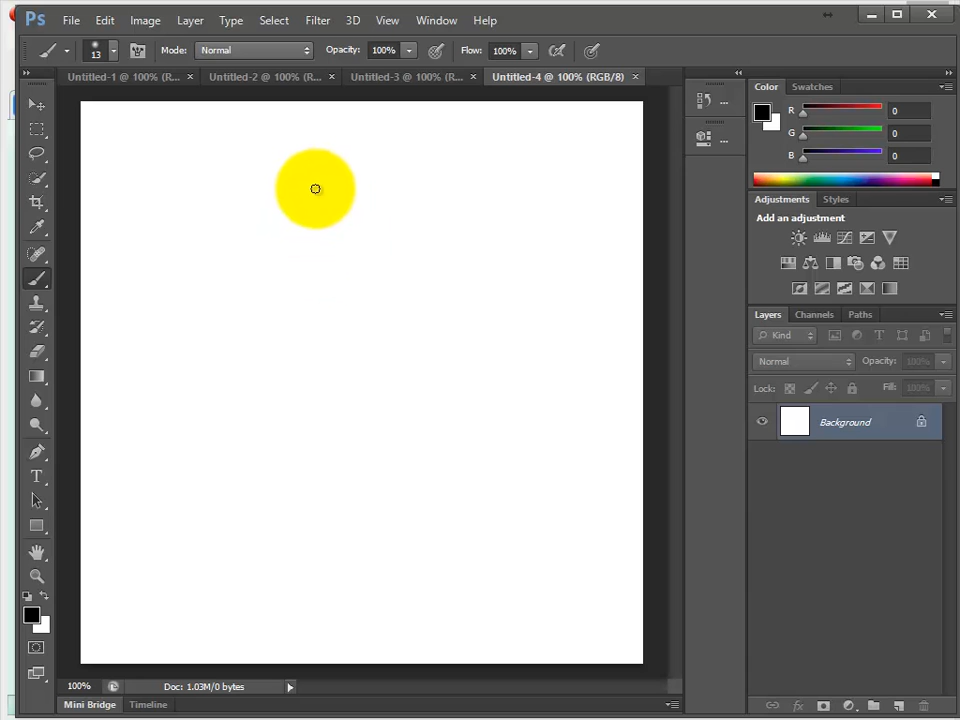 Ps File Edit Image Layer Type Select Filter 3D View Window Help
13 Mode: Normal Opacity: 100% Flow: 100%
Untitled-1 @ 100% (R... × Untitled-2 @ 100% (R... × Untitled-3 @ 100% (R... × Untitled-4 @ 100% (RGB/8) ×
Color Swatches
R 0
G 0
B 0
Adjustments Styles
Add an adjustment
Layers Channels Paths
Kind
Normal Opacity: 100%
Lock: Fill: 100%
Background
100% Doc: 1.03M/0 bytes
Mini Bridge Timeline